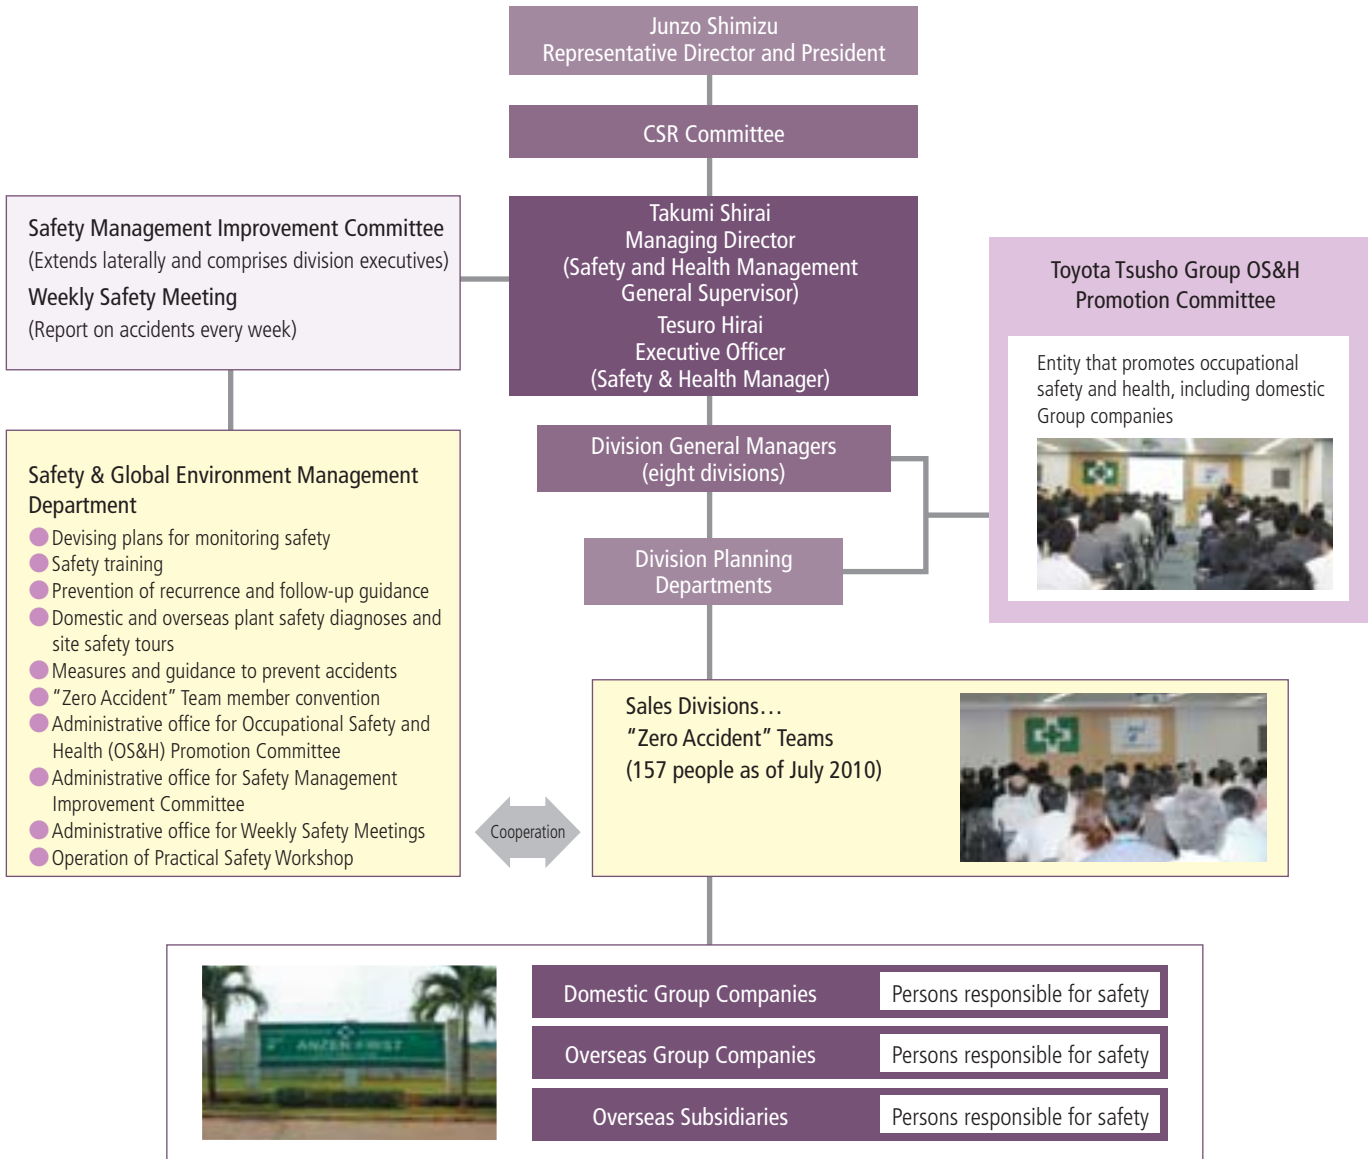 Junzo Shimizu
Representative Director and President
CSR Committee
Safety Management Improvement Committee
(Extends laterally and comprises division executives)
Weekly Safety Meeting
(Report on accidents every week)
Takumi Shirai
Managing Director
(Safety and Health Management
General Supervisor)
Tesuro Hirai
Executive Officer
(Safety & Health Manager)
Toyota Tsusho Group OS&H
Promotion Committee
Entity that promotes occupational
safety and health, including domestic
Group companies
Division General Managers
(eight divisions)
Division Planning
Departments
Safety & Global Environment Management
Department
Devising plans for monitoring safety
Safety training
Prevention of recurrence and follow-up guidance
Domestic and overseas plant safety diagnoses and
site safety tours
Measures and guidance to prevent accidents
"Zero Accident" Team member convention
Administrative office for Occupational Safety and
Health (OS&H) Promotion Committee
Administrative office for Safety Management
Improvement Committee
Administrative office for Weekly Safety Meetings
Operation of Practical Safety Workshop
Cooperation
Sales Divisions…
"Zero Accident" Teams
(157 people as of July 2010)
ANZEN
Domestic Group Companies
Persons responsible for safety
Overseas Group Companies
Persons responsible for safety
Overseas Subsidiaries
Persons responsible for safety